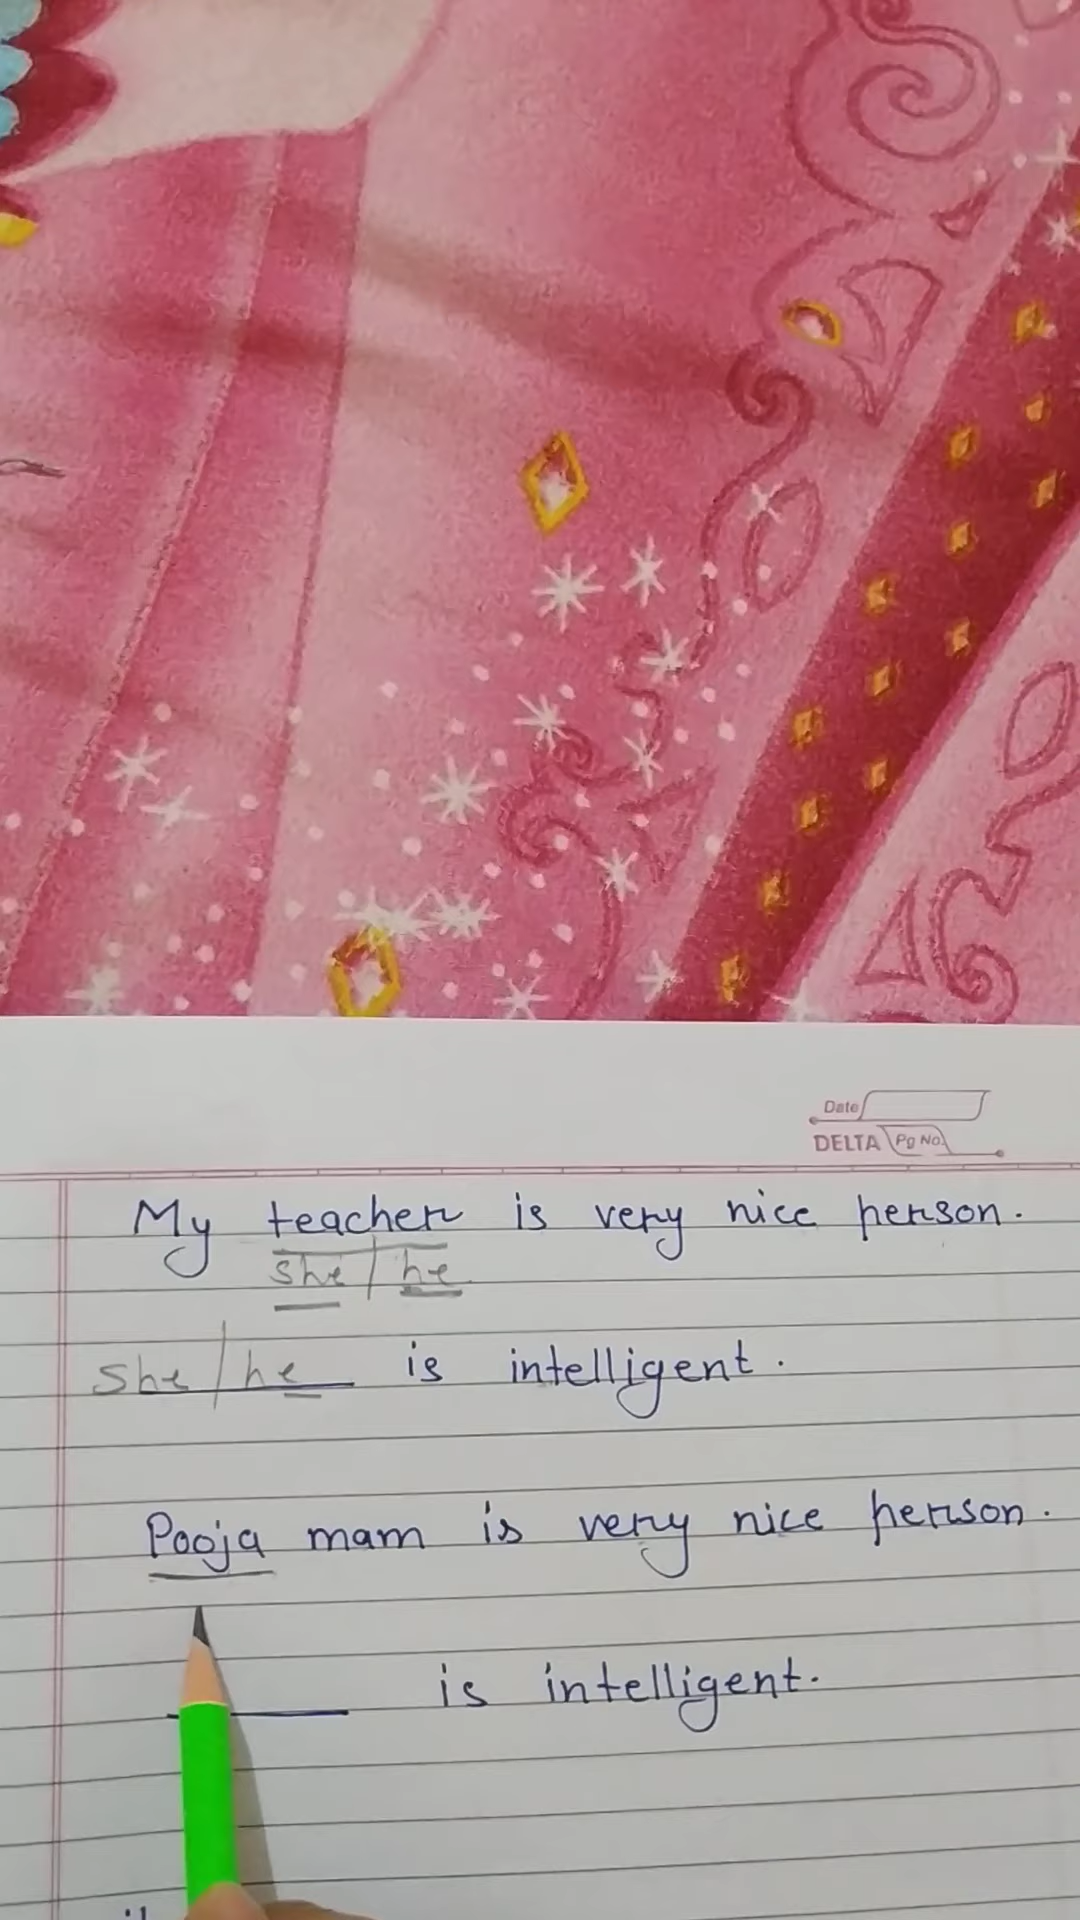 Date
DELTA Pg No.
My teacher is very nice person.
she / he
she / he is intelligent.
Pooja mam is very nice person.
is intelligent.